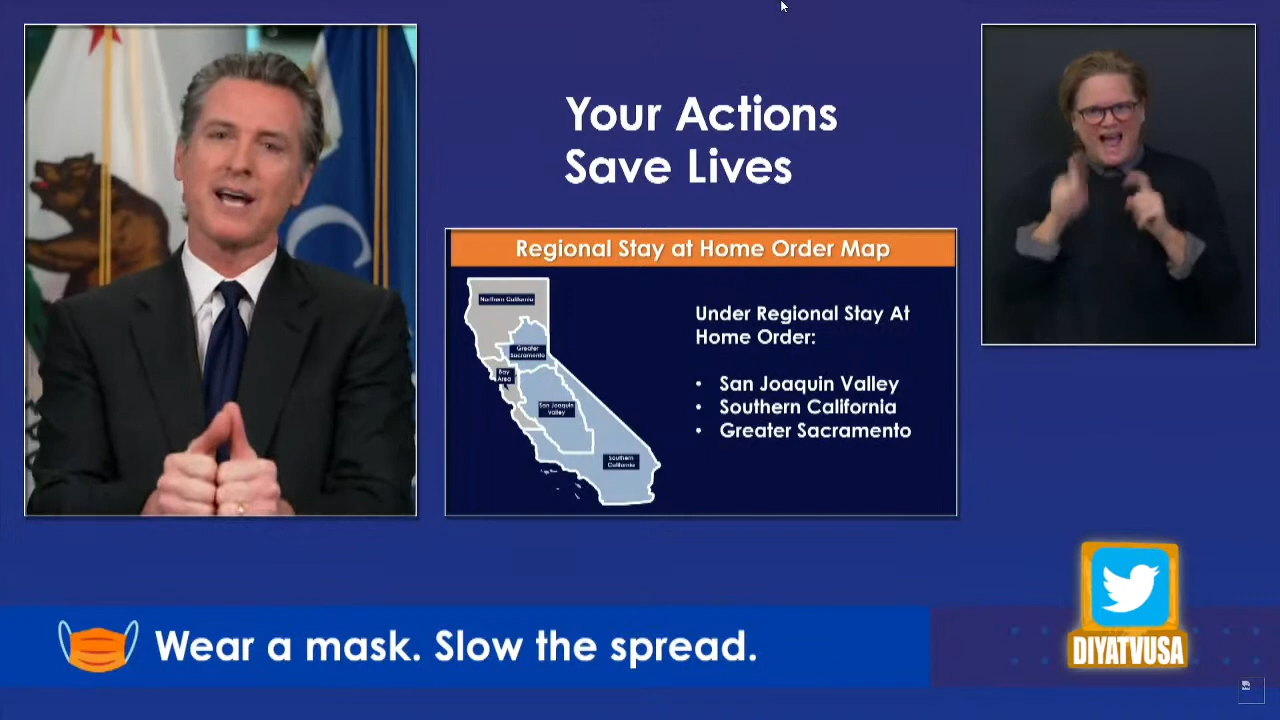 Your Actions
Save Lives
Regional Stay at Home Order Map
Northern California
Greater
Sacramento
Bay
Area
San Joaquin
Valley
Southern
California
Under Regional Stay At
Home Order:
• San Joaquin Valley
• Southern California
• Greater Sacramento
Wear a mask. Slow the spread.
DIYATVUSA